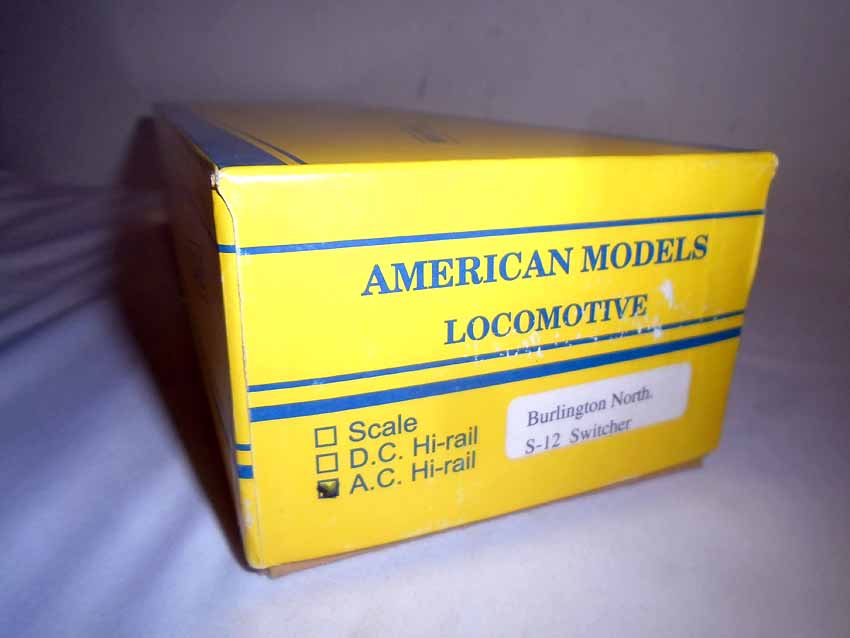 AMERICAN MODELS
LOCOMOTIVE
Scale
D.C. Hi-rail
A.C. Hi-rail
Burlington North.
S-12 Switcher